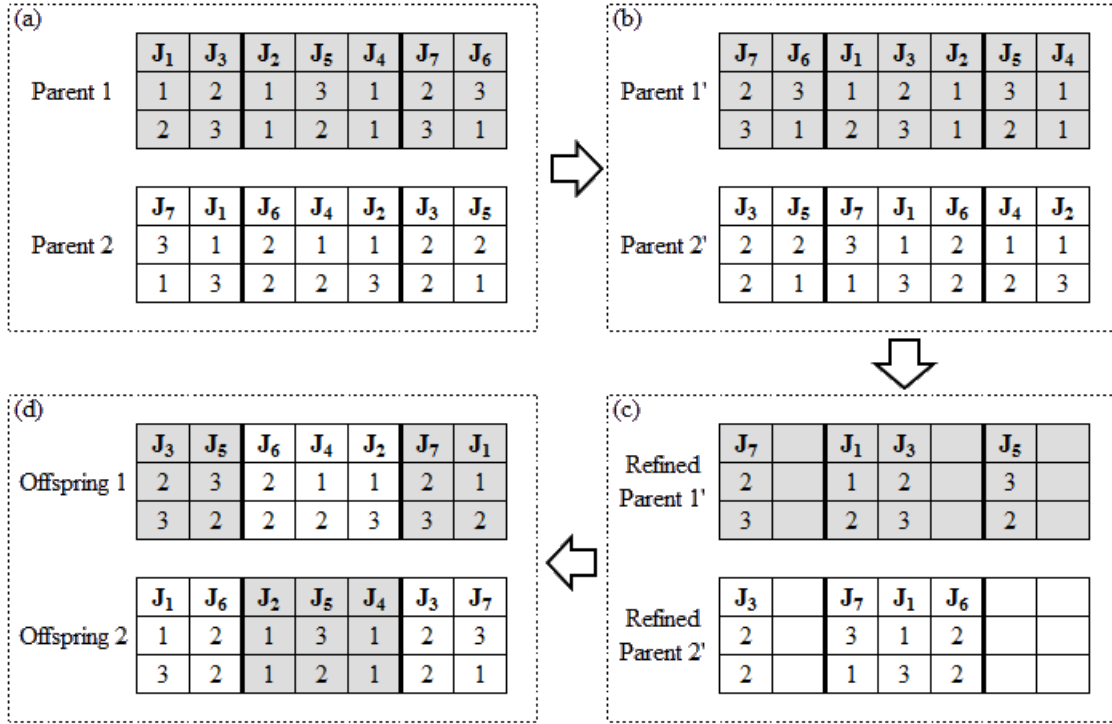 (a)
J₁ J₃ J₂ J₅ J₄ J₇ J₆
Parent 1 1 2 1 3 1 2 3
2 3 1 2 1 3 1
J₇ J₁ J₆ J₄ J₂ J₃ J₅
Parent 2 3 1 2 1 1 2 2
1 3 2 2 3 2 1
(b)
J₇ J₆ J₁ J₃ J₂ J₅ J₄
Parent 1' 2 3 1 2 1 3 1
3 1 2 3 1 2 1
J₃ J₅ J₇ J₁ J₆ J₄ J₂
Parent 2' 2 2 3 1 2 1 1
2 1 1 3 2 2 3
(c)
J₇ J₁ J₃ J₅
Refined
Parent 1'
2 1 2 3
3 2 3 2
J₃ J₇ J₁ J₆
Refined
Parent 2'
2 3 1 2
2 1 3 2
(d)
J₃ J₅ J₆ J₄ J₂ J₇ J₁
Offspring 1 2 3 2 1 1 2 1
3 2 2 2 3 3 2
J₁ J₆ J₂ J₅ J₄ J₃ J₇
Offspring 2 1 2 1 3 1 2 3
3 2 1 2 1 2 1